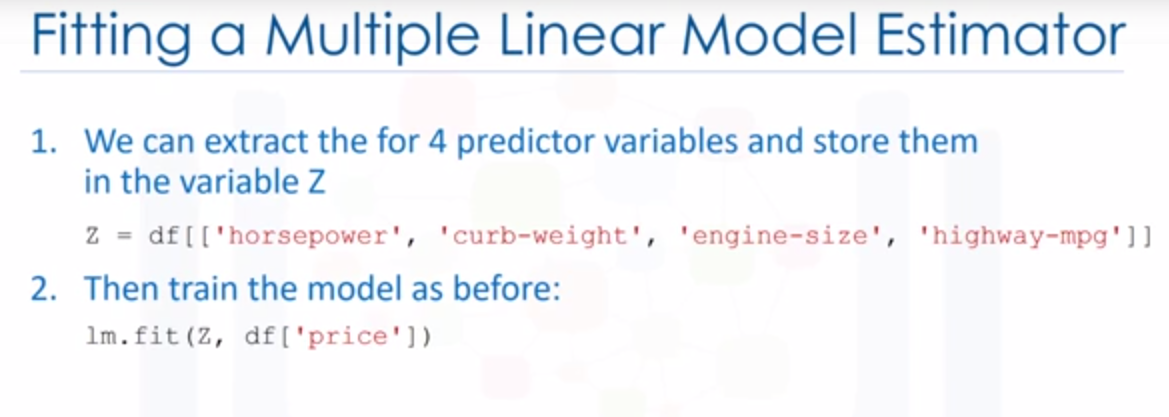 Fitting a Multiple Linear Model Estimator
1. We can extract the for 4 predictor variables and store them
in the variable Z
Z = df[['horsepower', 'curb-weight', 'engine-size', 'highway-mpg']]
2. Then train the model as before:
lm.fit(Z, df['price'])